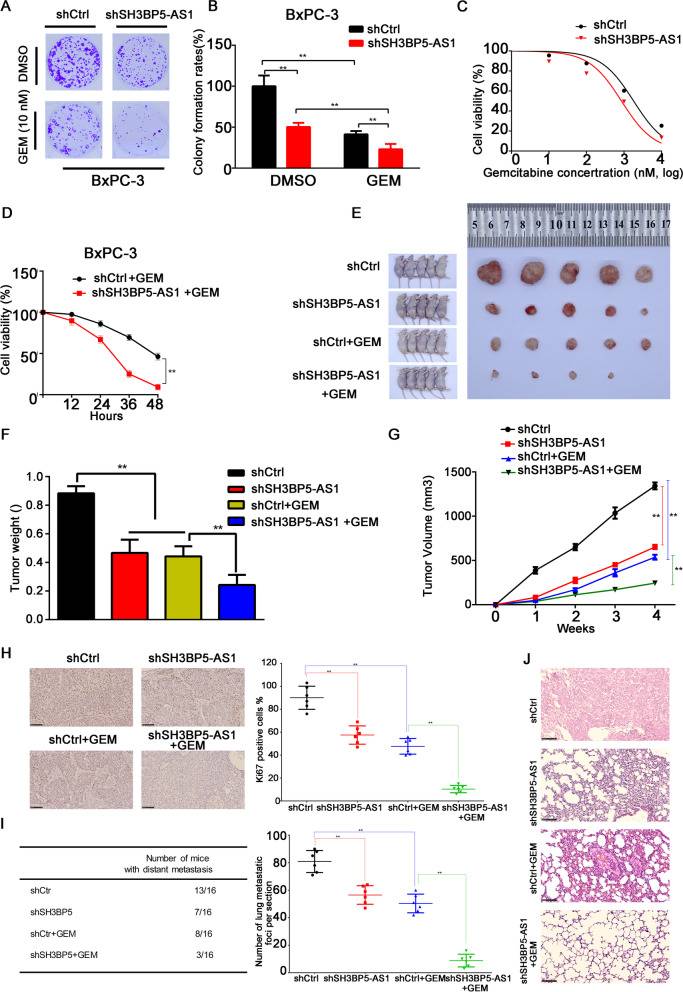 A
shCtrl
shSH3BP5-AS1
DMSO
GEM (10 nM)
BxPC-3
B
BxPC-3
shCtrl
shSH3BP5-AS1
Colony formation rates(%)
150
100
50
0
**
**
**
**
DMSO
GEM
C
shCtrl
shSH3BP5-AS1
Cell viability (%)
100
50
0
0
1
2
3
4
Gemcitabine concertration (nM, log)
D
BxPC-3
shCtrl+GEM
shSH3BP5-AS1 +GEM
Cell viability (%)
100
50
0
**
12 24 36 48
Hours
E
shCtrl
shSH3BP5-AS1
shCtrl+GEM
shSH3BP5-AS1
+GEM
5 6 7 8 9 10 11 12 13 14 15 16 17
F
shCtrl
shSH3BP5-AS1
shCtrl+GEM
shSH3BP5-AS1 +GEM
Tumor weight ()
1.0
0.8
0.6
0.4
0.2
0.0
**
**
G
shCtrl
shSH3BP5-AS1
shCtrl+GEM
shSH3BP5-AS1+GEM
Tumor Volume (mm3)
1500
1000
500
0
**
**
**
0 1 2 3 4
Weeks
H
shCtrl
shSH3BP5-AS1
shCtrl+GEM
shSH3BP5-AS1
+GEM
Ki67 positive cells %
120
100
80
60
40
20
0
**
**
**
shCtrl shSH3BP5-AS1 shCtrl+GEM shSH3BP5-AS1
+GEM
I
Number of mice
with distant metastasis
shCtr 13/16
shSH3BP5 7/16
shCtr+GEM 8/16
shSH3BP5+GEM 3/16
Number of lung metastatic
foci per section
100
80
60
40
20
0
**
**
**
shCtrl shSH3BP5-AS1 shCtrl+GEM shSH3BP5-AS1
+GEM
J
shCtrl
shSH3BP5-AS1
shCtrl+GEM
shSH3BP5-AS1
+GEM